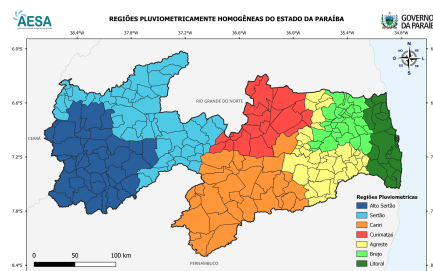 AESA
REGIÕES PLUVIOMETRICAMENTE HOMOGÊNEAS DO ESTADO DA PARAÍBA
GOVERNO
DA PARAÍB
38.4°W 37.8°W 37.2°W 36.6°W 36.0°W 35.4°W 34.8°W
6.0°S
N
S
RIO GRANDE DO NORTE
6.6°S
CEARÁ
7.2°S
7.8°S
8.4°S
PERNAMBUCO
Regiões Pluviometricas
Alto Sertão
Sertão
Cariri
Curimataú
Agreste
Brejo
Litoral
0 50 100 km